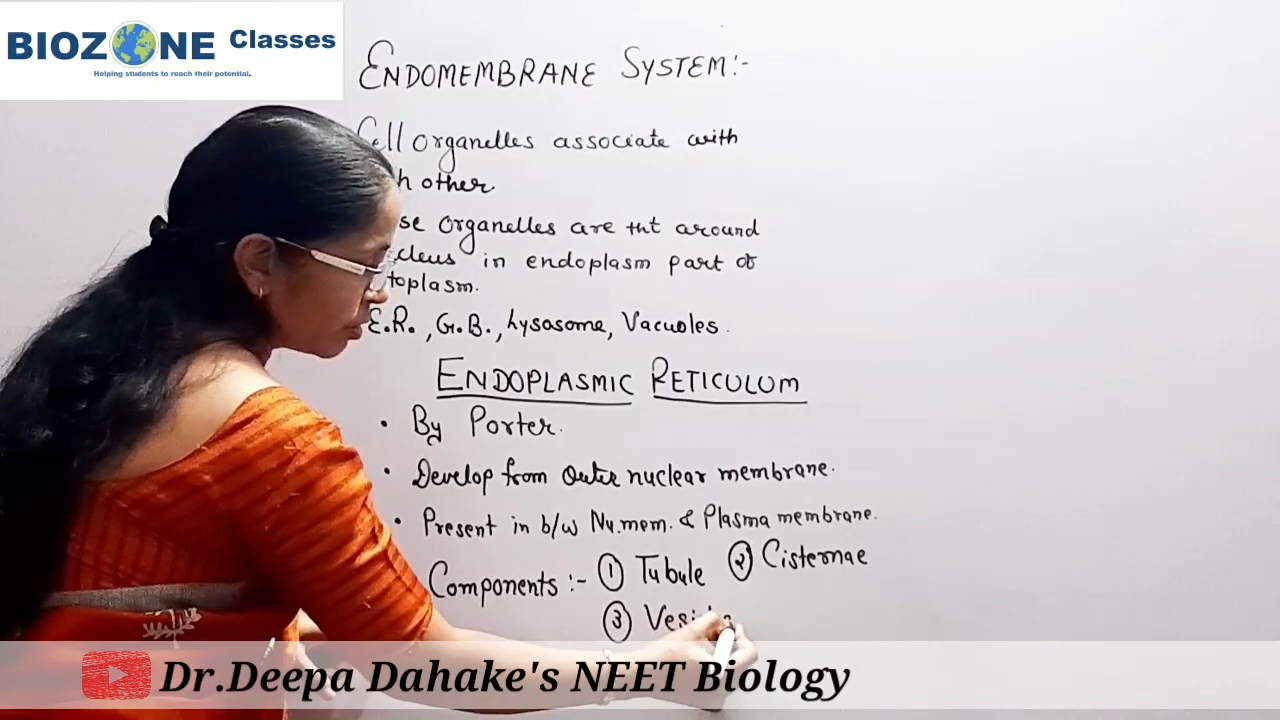 BIOZONE Classes
Helping students to reach their potential.
ENDOMEMBRANE SYSTEM:-
Cell organelles associate with
other.
organelles are tht around
in endoplasm part of
E.R., G.B., Lysosome, Vacuoles.
ENDOPLASMIC RETICULUM
• By Porter.
• Develop from Outer nuclear membrane.
• Present in b/w Nu.mem. & Plasma membrane.
Components :- ① Tubule ② Cisternae
③
Dr.Deepa Dahake's NEET Biology